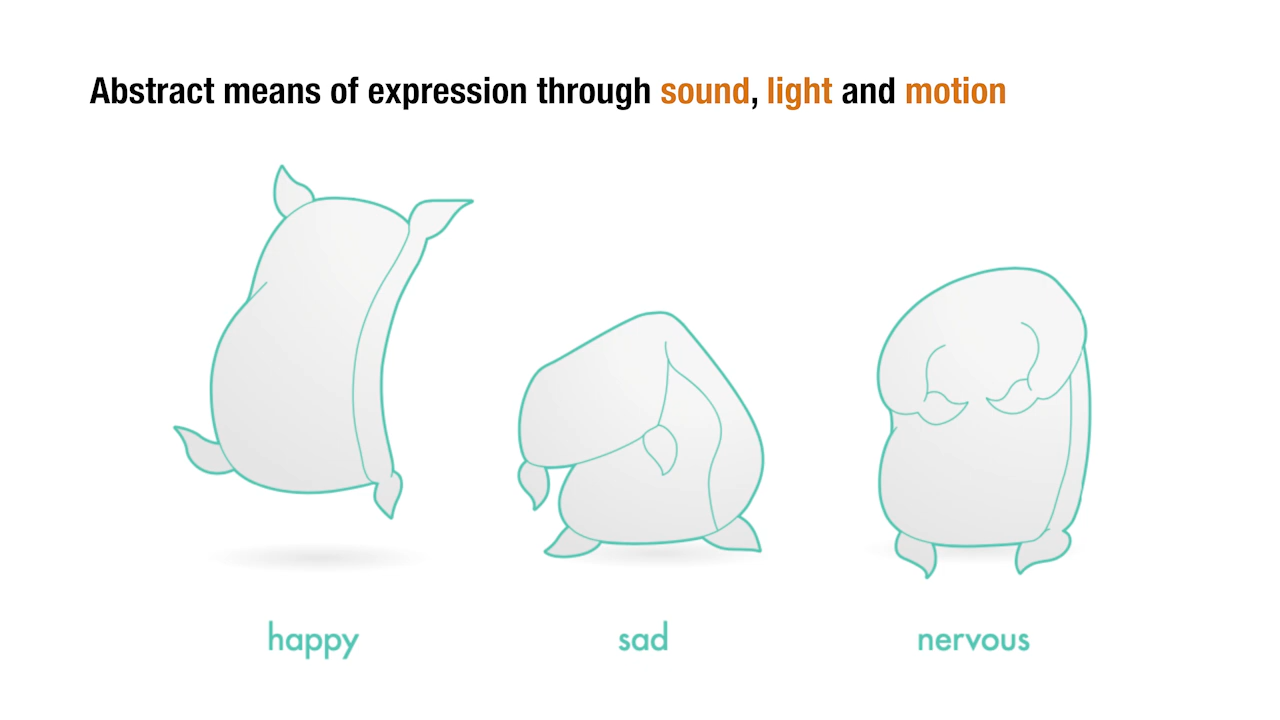 Abstract means of expression through sound, light and motion
happy
sad
nervous